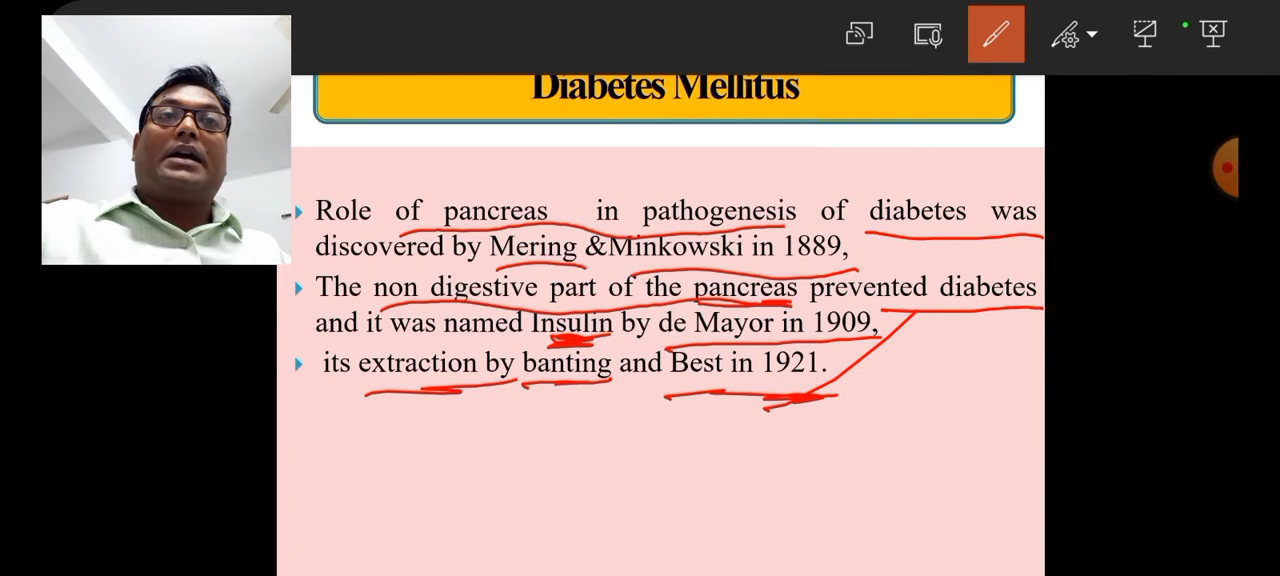 Diabetes Mellitus
Role of pancreas in pathogenesis of diabetes was
discovered by Mering &Minkowski in 1889,
The non digestive part of the pancreas prevented diabetes
and it was named Insulin by de Mayor in 1909,
its extraction by banting and Best in 1921.